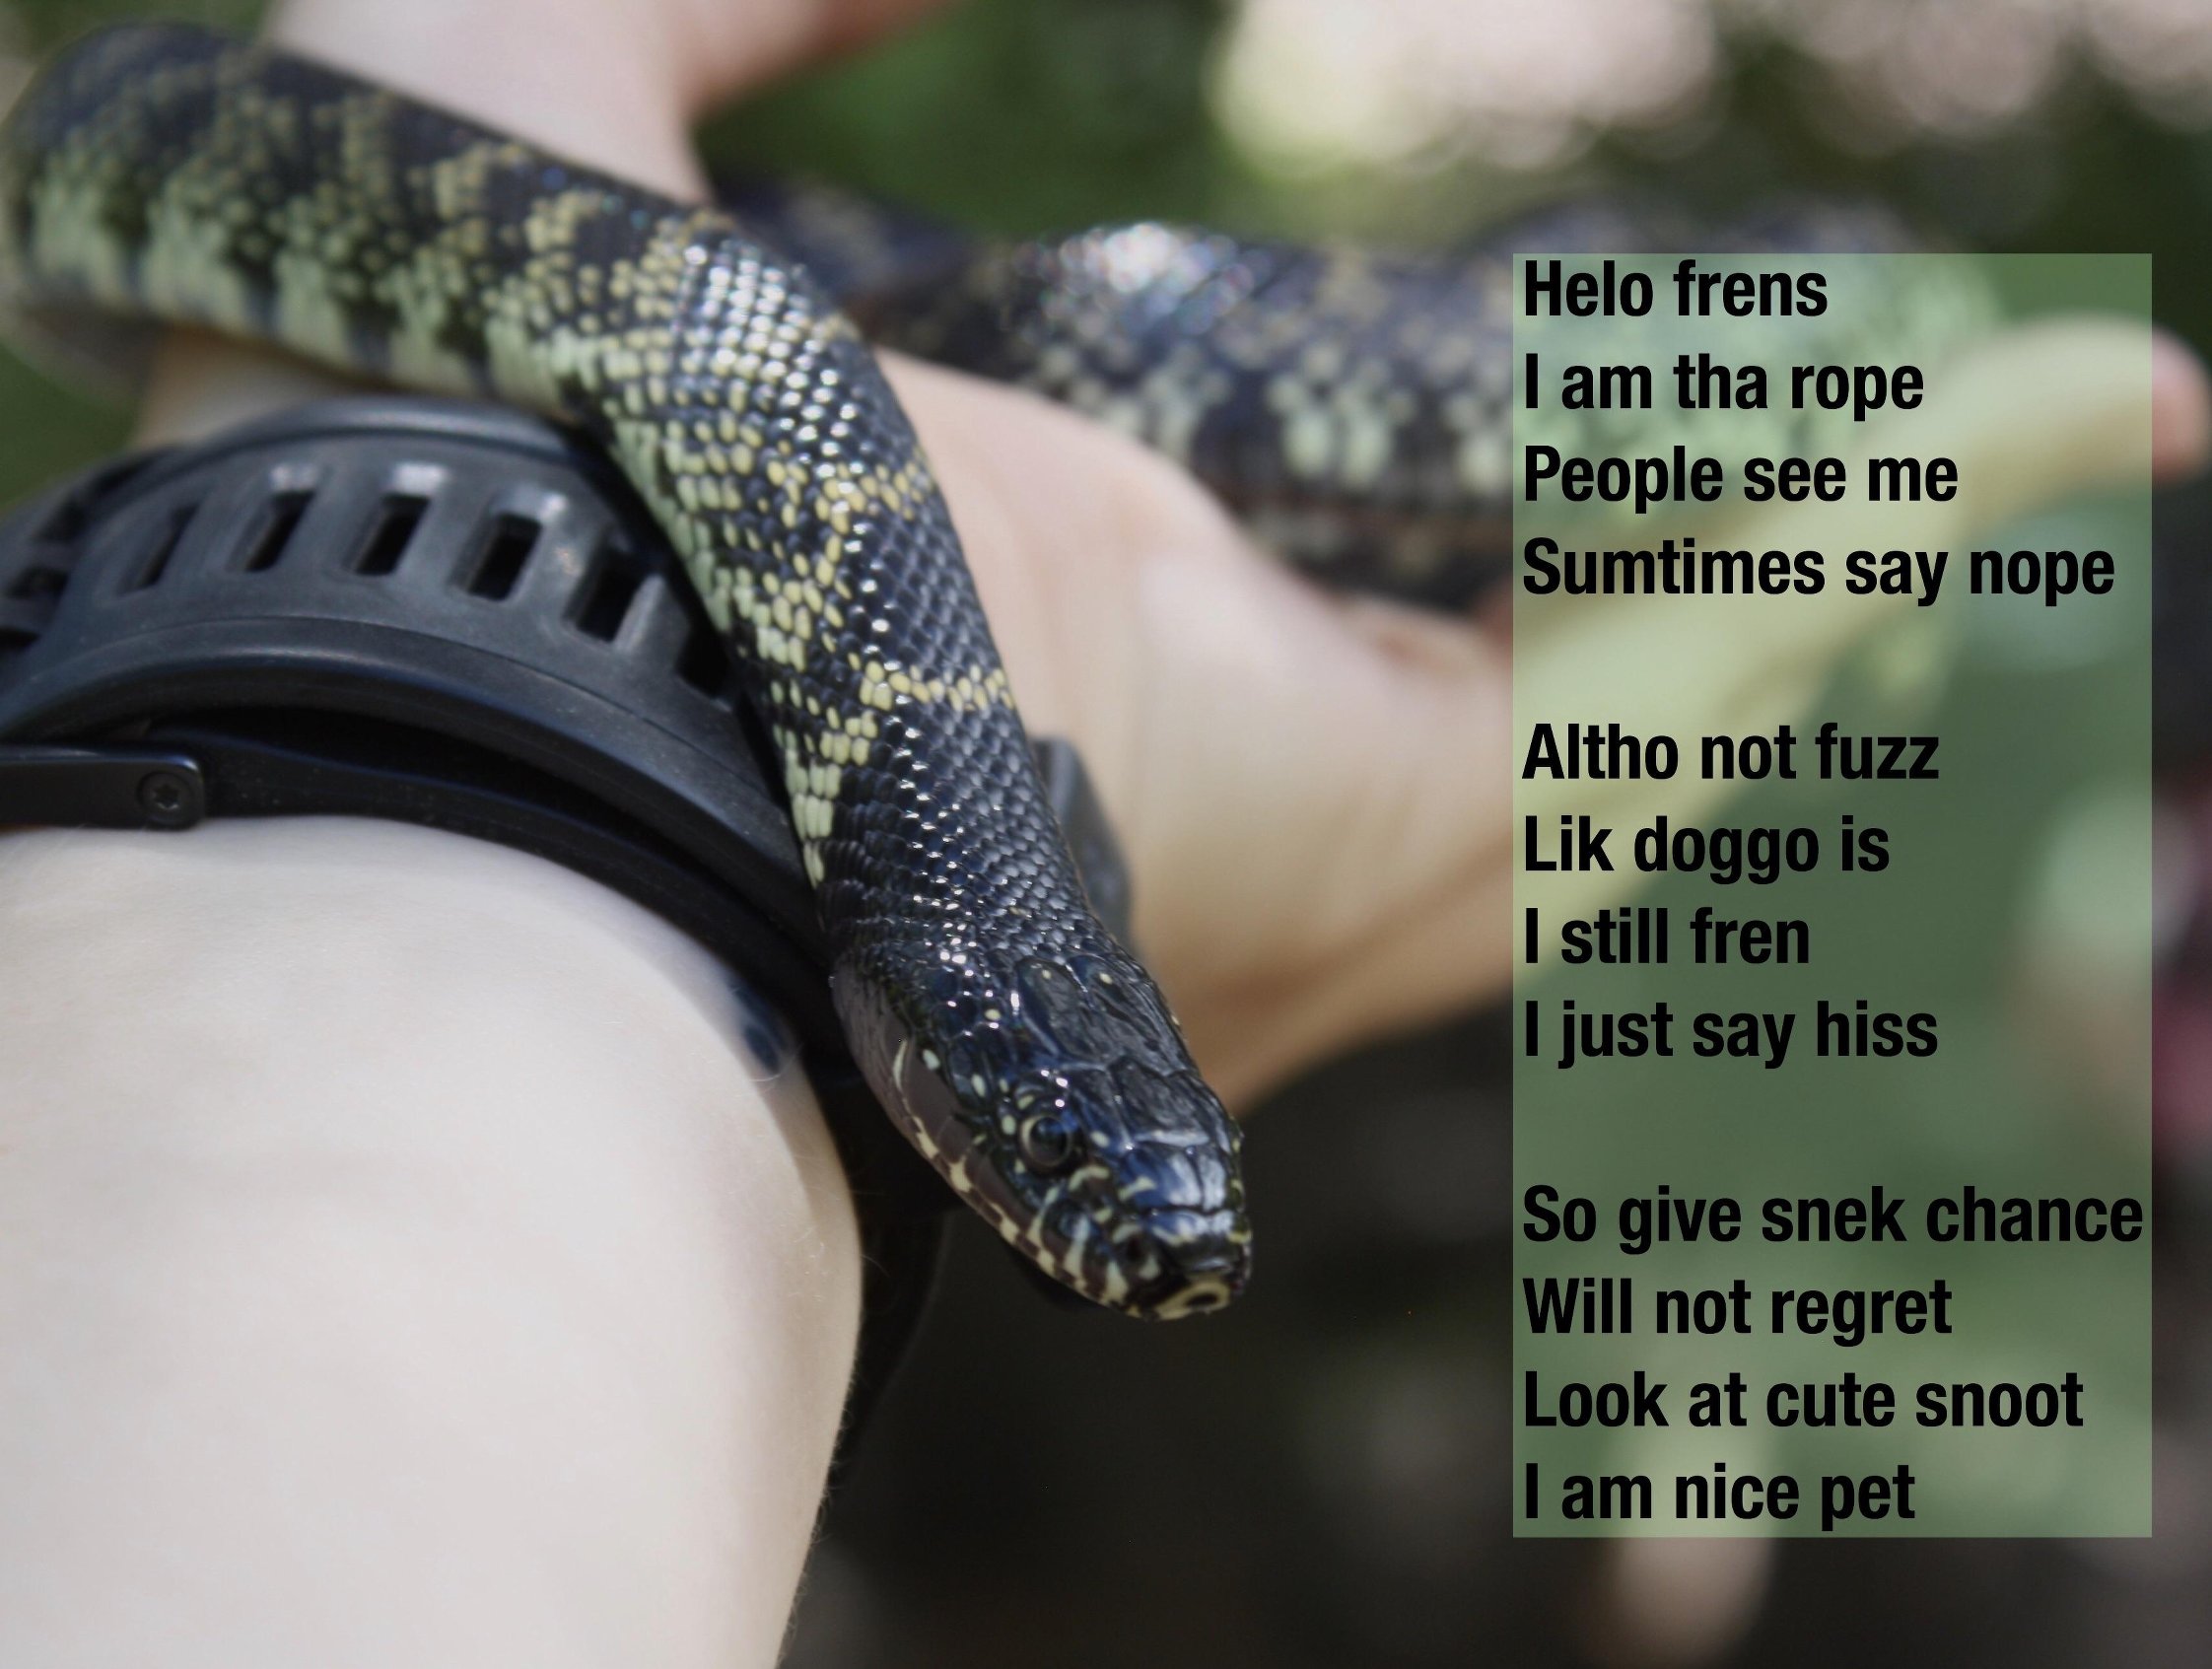 Helo frens
I am tha rope
People see me
Sumtimes say nope
Altho not fuzz
Lik doggo is
I still fren
I just say hiss
So give snek chance
Will not regret
Look at cute snoot
I am nice pet